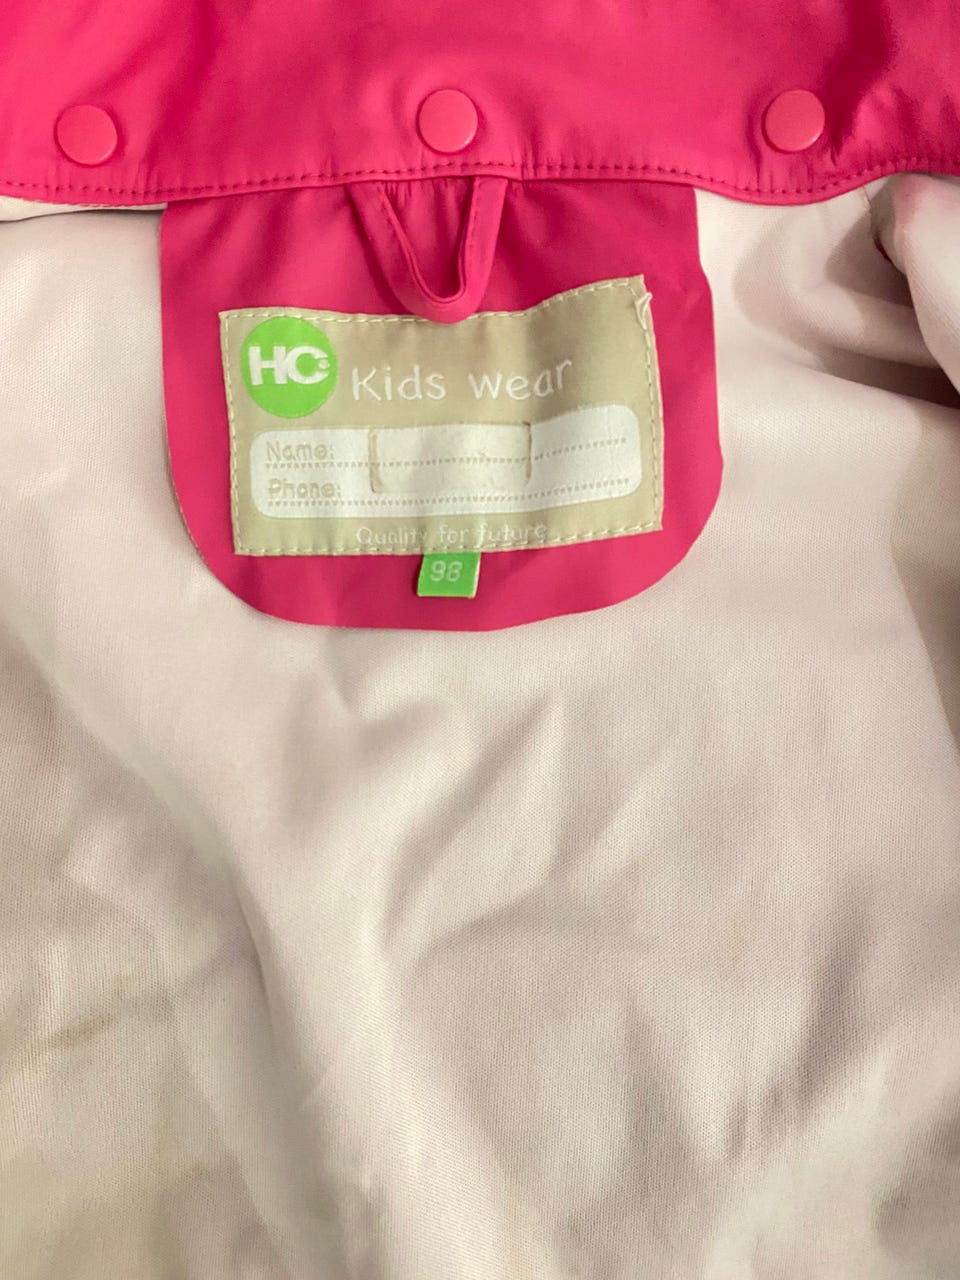 HC
Kids wear
Name:
Phone:
Quality for future
98